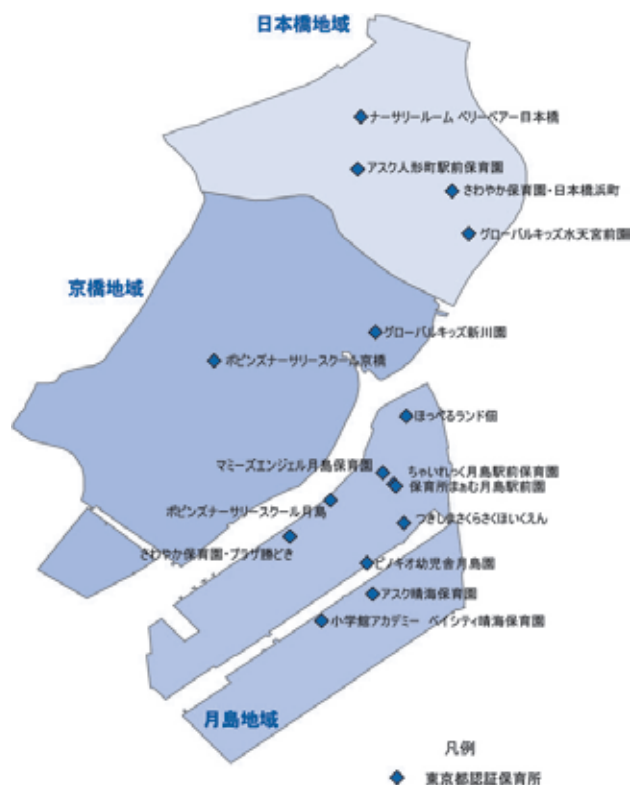 日本橋地域
ナーサリールーム ベリーベアー日本橋
アスク人形町駅前保育園
さわやか保育園・日本橋浜町
グローバルキッズ水天宮前園
京橋地域
グローバルキッズ新川園
ポピンズナーサリースクール京橋
ほっぺるランド佃
マミーズエンジェル月島保育園
ちゃいれっく月島駅前保育園
保育所まぁむ月島駅前園
ポピンズナーサリースクール月島
つきしまさくらさくほいくえん
さわやか保育園・プラザ勝どき
ピノキオ幼児舎月島園
アスク晴海保育園
小学館アカデミー ベイシティ晴海保育園
月島地域
凡例
東京都認証保育所